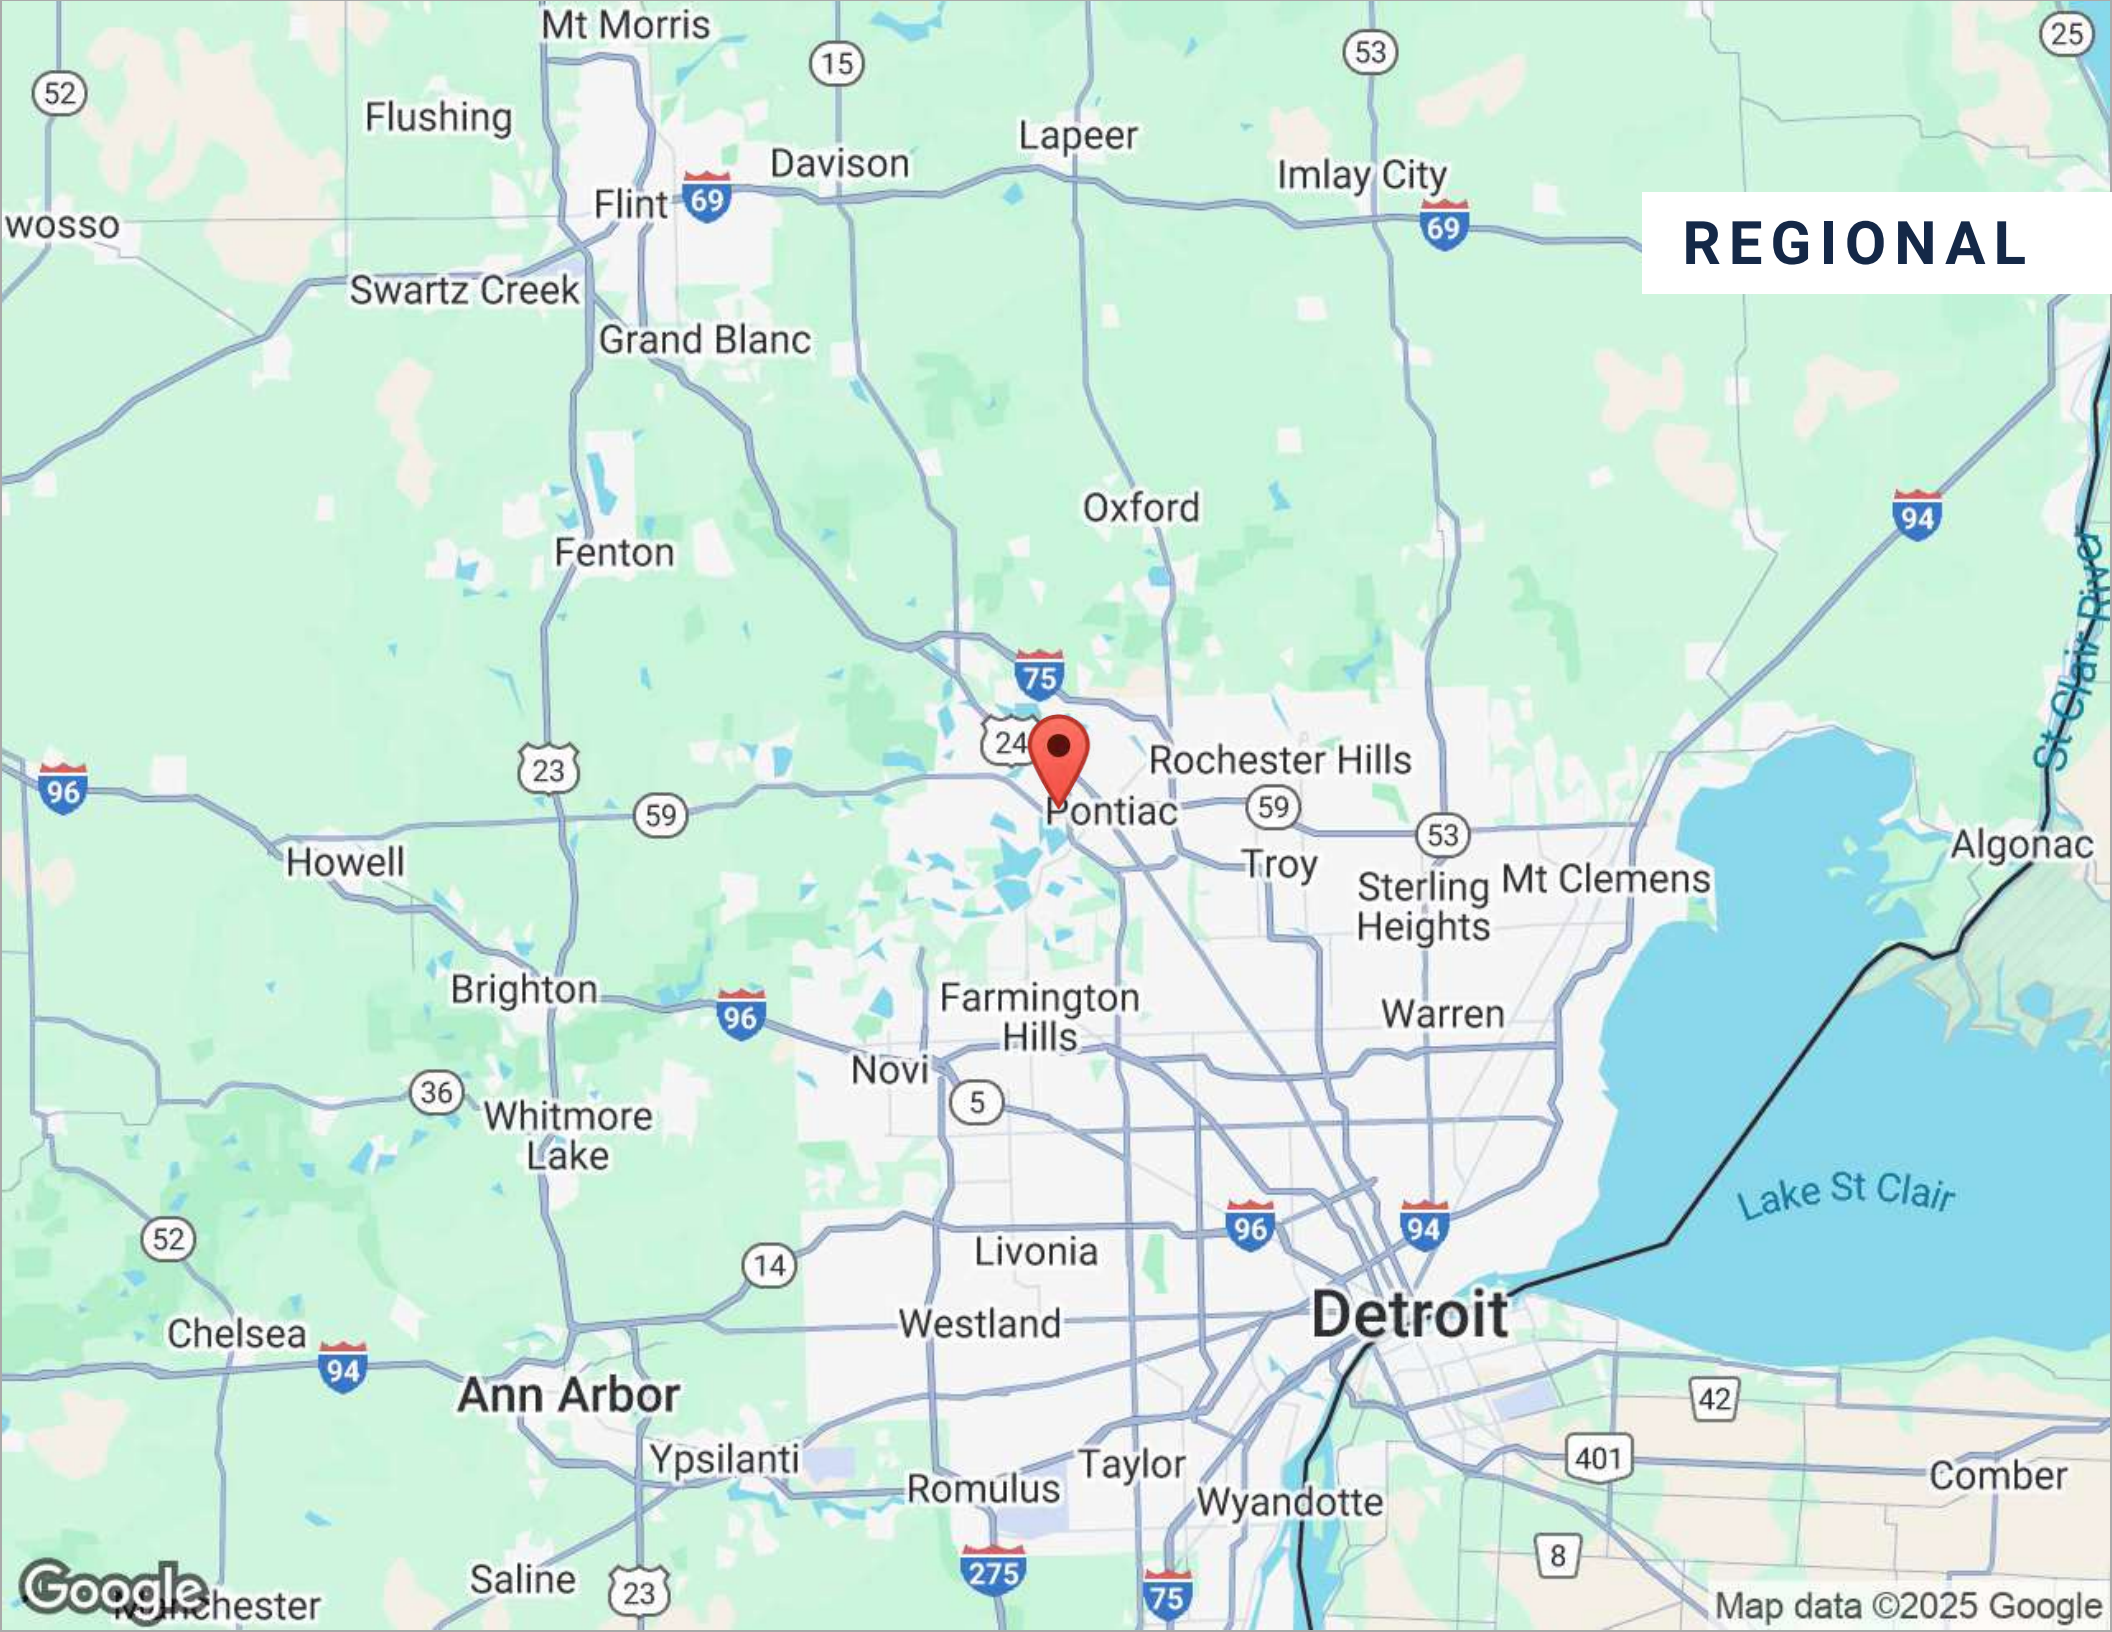 Mt Morris
25
15
53
52
Flushing
Lapeer
Davison
Imlay City
69
Flint
wosso
69
REGIONAL
Swartz Creek
Grand Blanc
Oxford
94
Fenton
St Clair River
75
24
Rochester Hills
23
96
59
Pontiac
59
53
Howell
Troy
Algonac
Sterling
Heights
Mt Clemens
Brighton
Farmington
Hills
96
Warren
Novi
36
5
Whitmore
Lake
Lake St Clair
52
96
94
Livonia
14
Westland
Detroit
Chelsea
94
Ann Arbor
42
Ypsilanti
Taylor
401
Comber
Romulus
Wyandotte
8
Saline
275
23
75
Google
Manchester
Map data ©2025 Google